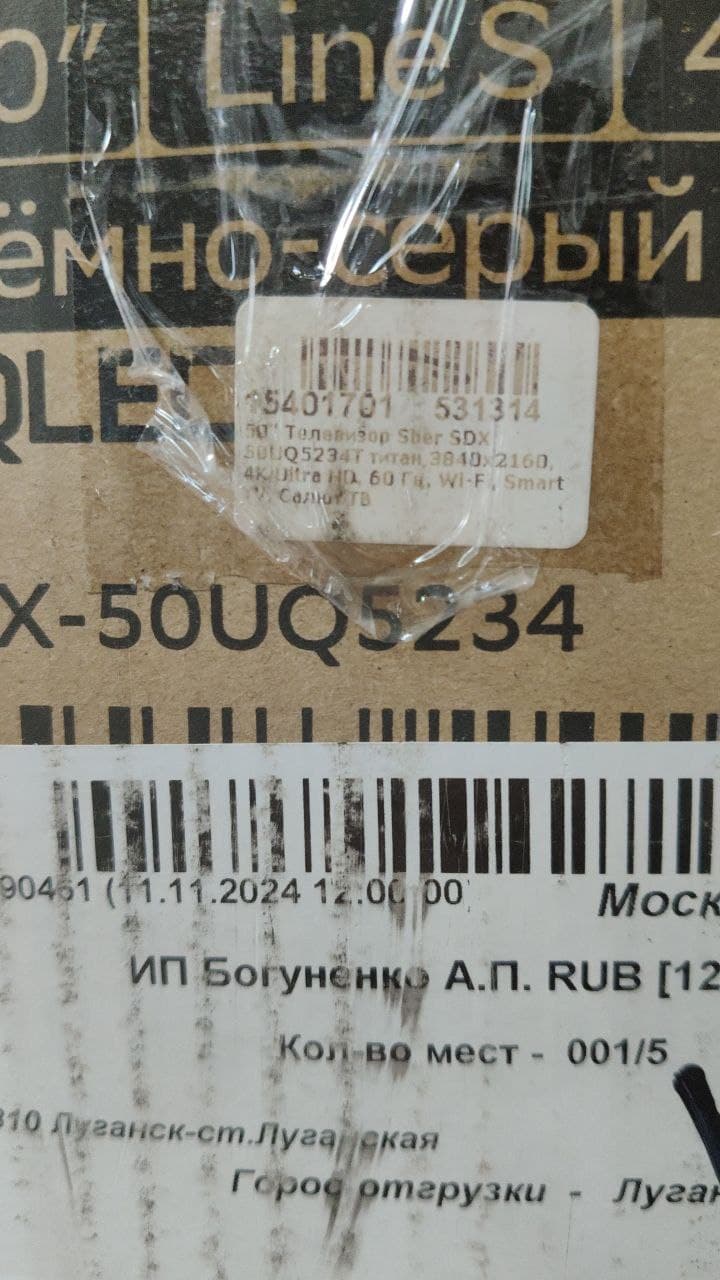 0" Line S 4
ёмно-серый
QLED
15401701 531314
50" Телевизор Sber SDX
50UQ5234T титан, 3840x2160,
4K/Ultra HD, 60 Гц, Wi-Fi, Smart
TV, Салют ТВ
X-50UQ5234
(11.11.2024 12:00:00)
Моск
ИП Богуненко А.П. RUB [12
Кол-во мест - 001/5
310 Луганск-ст.Луганская
Город отгрузки - Луган